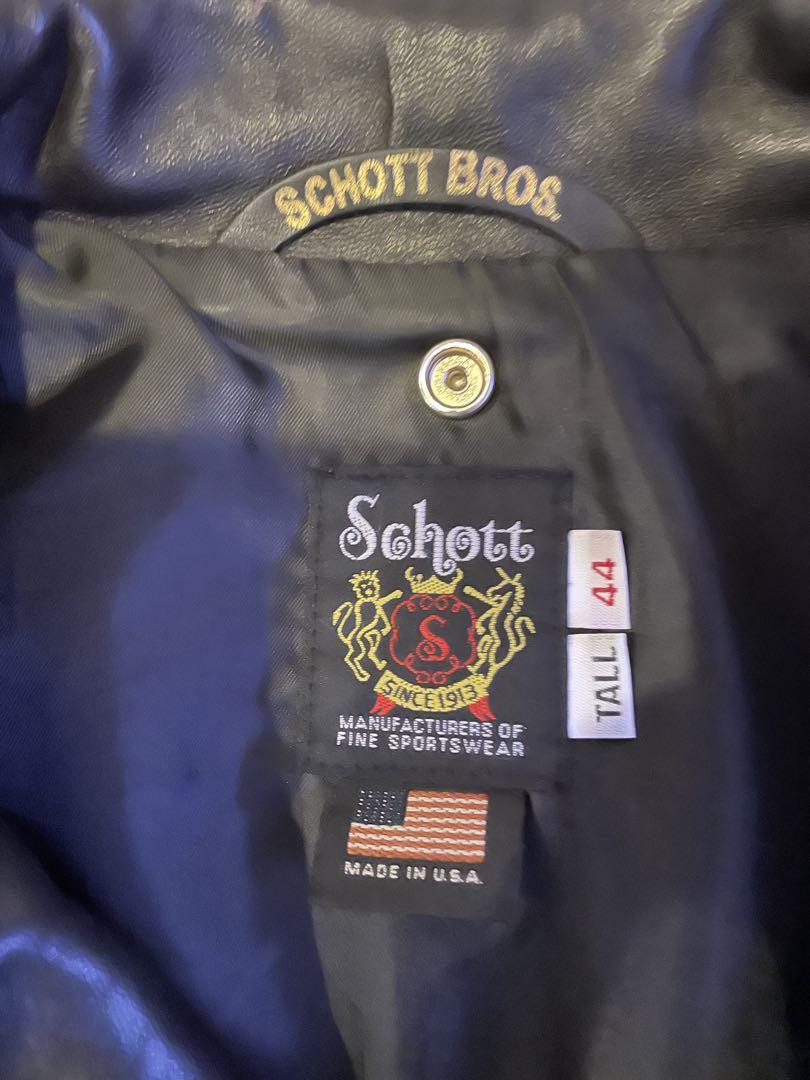 SCHOTT BROS.
Schott
S
SINCE 1913
MANUFACTURERS OF
FINE SPORTSWEAR
44
TALL
MADE IN U.S.A.